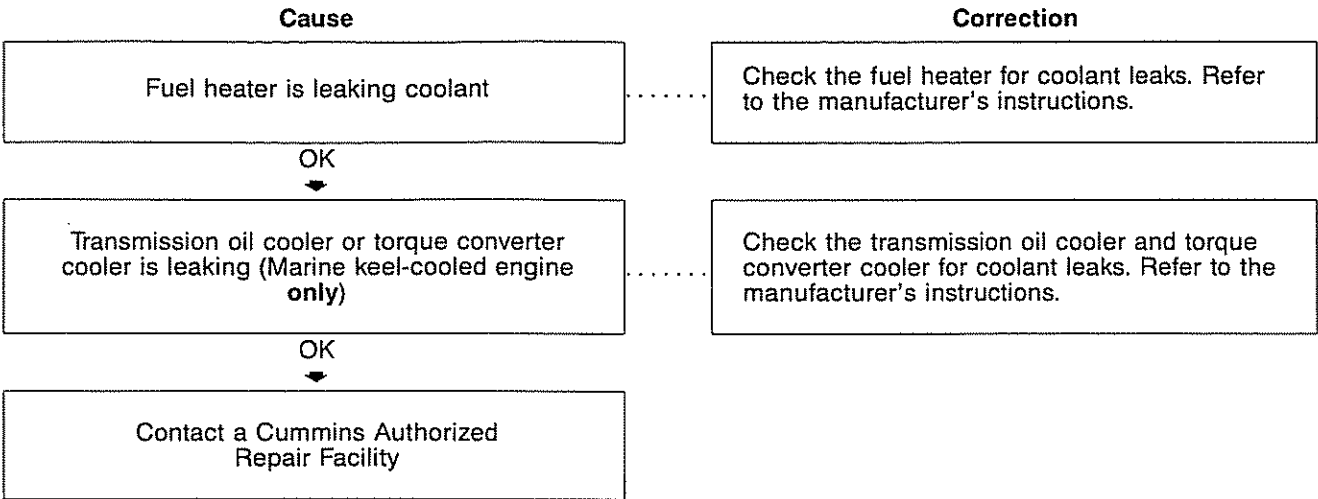 Cause
Correction
Fuel heater is leaking coolant
Check the fuel heater for coolant leaks. Refer
to the manufacturer's instructions.
OK
Transmission oil cooler or torque converter
cooler is leaking (Marine keel-cooled engine
only)
Check the transmission oil cooler and torque
converter cooler for coolant leaks. Refer to the
manufacturer's instructions.
OK
Contact a Cummins Authorized
Repair Facility